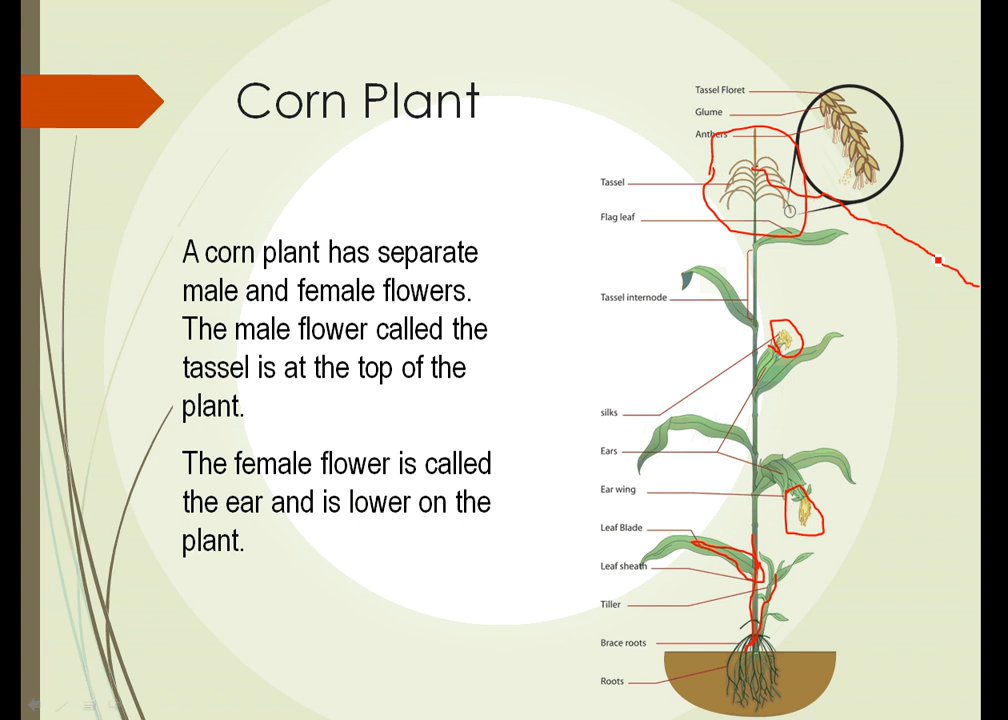 Corn Plant
A corn plant has separate
male and female flowers.
The male flower called the
tassel is at the top of the
plant.
The female flower is called
the ear and is lower on the
plant.
Tassel Floret
Glume
Anthers
Tassel
Flag leaf
Tassel internode
silks
Ears
Ear wing
Leaf Blade
Leaf sheath
Tiller
Brace roots
Roots